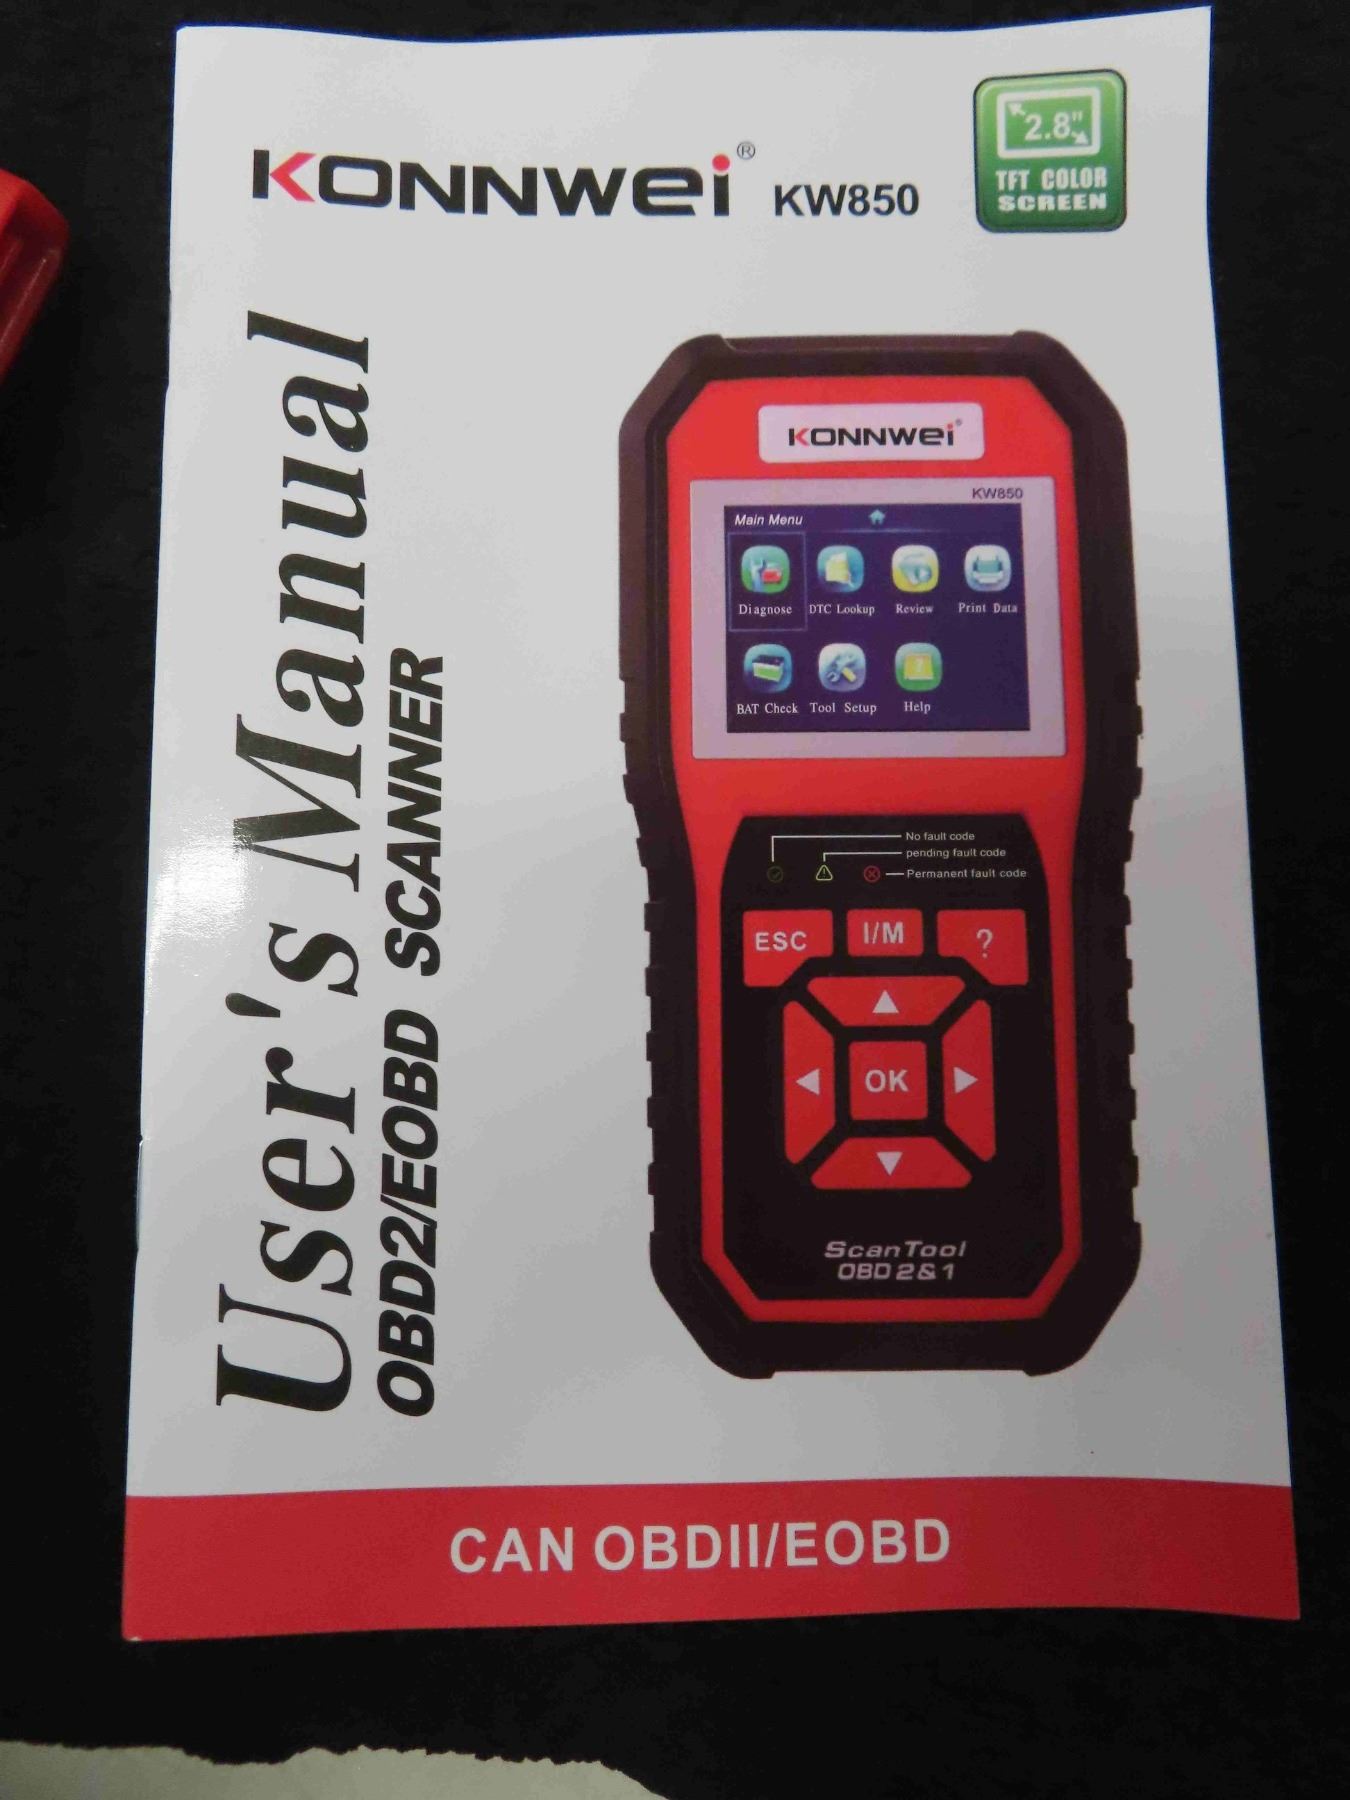 KONNWEI® KW850
2.8"
TFT COLOR
SCREEN
User's Manual
OBD2/EOBD SCANNER
KONNWEI®
KW850
Main Menu
Diagnose DTC Lookup Review Print Data
BAT Check Tool Setup Help
No fault code
pending fault code
Permanent fault code
ESC I/M ?
OK
ScanTool
OBD 2&1
CAN OBDII/EOBD